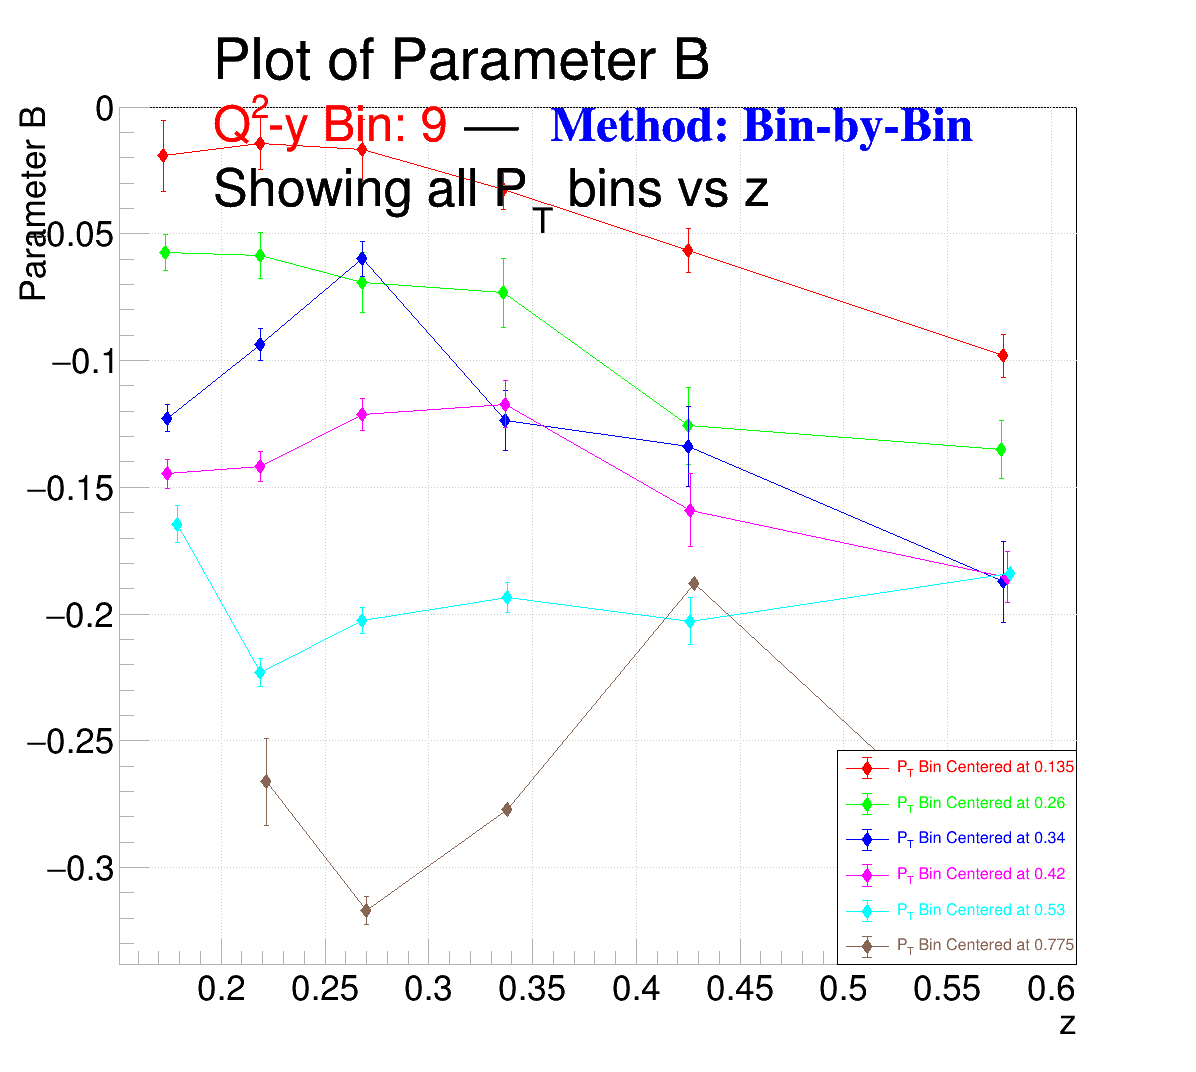 Plot of Parameter B
Q2-y Bin: 9 — Method: Bin-by-Bin
Showing all PT bins vs z
Parameter B
0
−0.05
−0.1
−0.15
−0.2
−0.25
−0.3
0.2 0.25 0.3 0.35 0.4 0.45 0.5 0.55 0.6
z
PT Bin Centered at 0.135
PT Bin Centered at 0.26
PT Bin Centered at 0.34
PT Bin Centered at 0.42
PT Bin Centered at 0.53
PT Bin Centered at 0.775